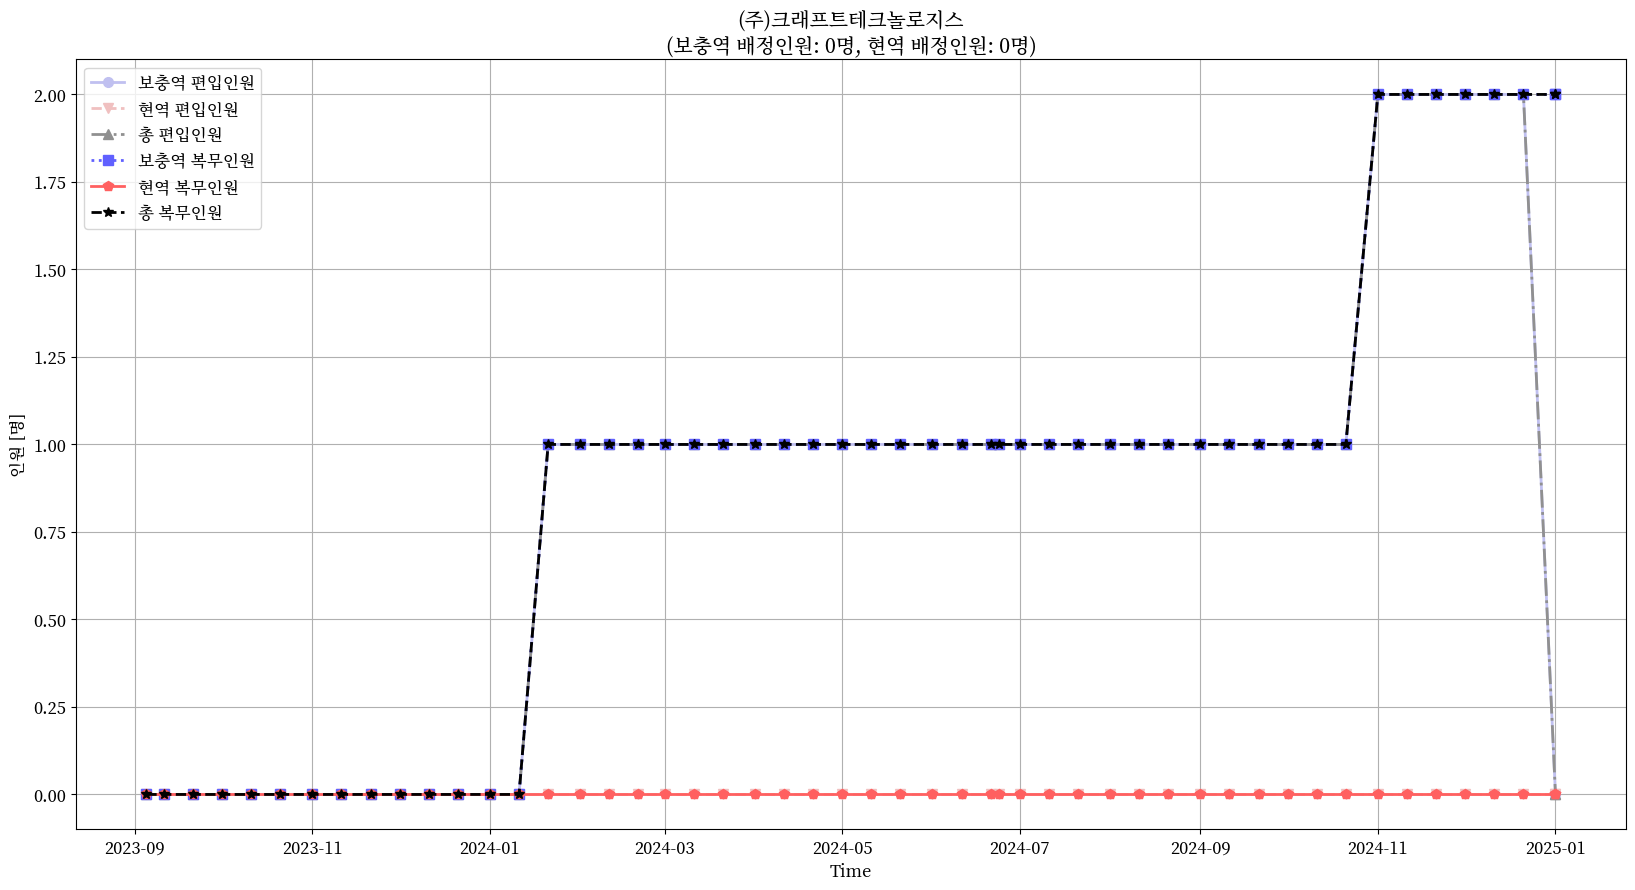 (주)크래프트테크놀로지스
(보충역 배정인원: 0명, 현역 배정인원: 0명)
보충역 편입인원
현역 편입인원
총 편입인원
보충역 복무인원
현역 복무인원
총 복무인원
2.00
1.75
1.50
1.25
1.00
0.75
0.50
0.25
0.00
인원 [명]
2023-09
2023-11
2024-01
2024-03
2024-05
2024-07
2024-09
2024-11
2025-01
Time